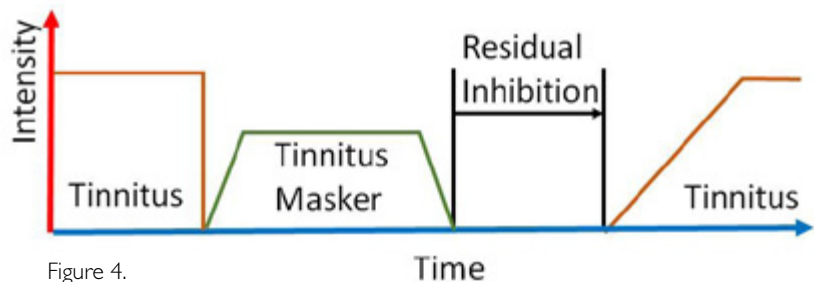 Intensity
Residual
Inhibition
Tinnitus
Tinnitus
Masker
Tinnitus
Figure 4.
Time